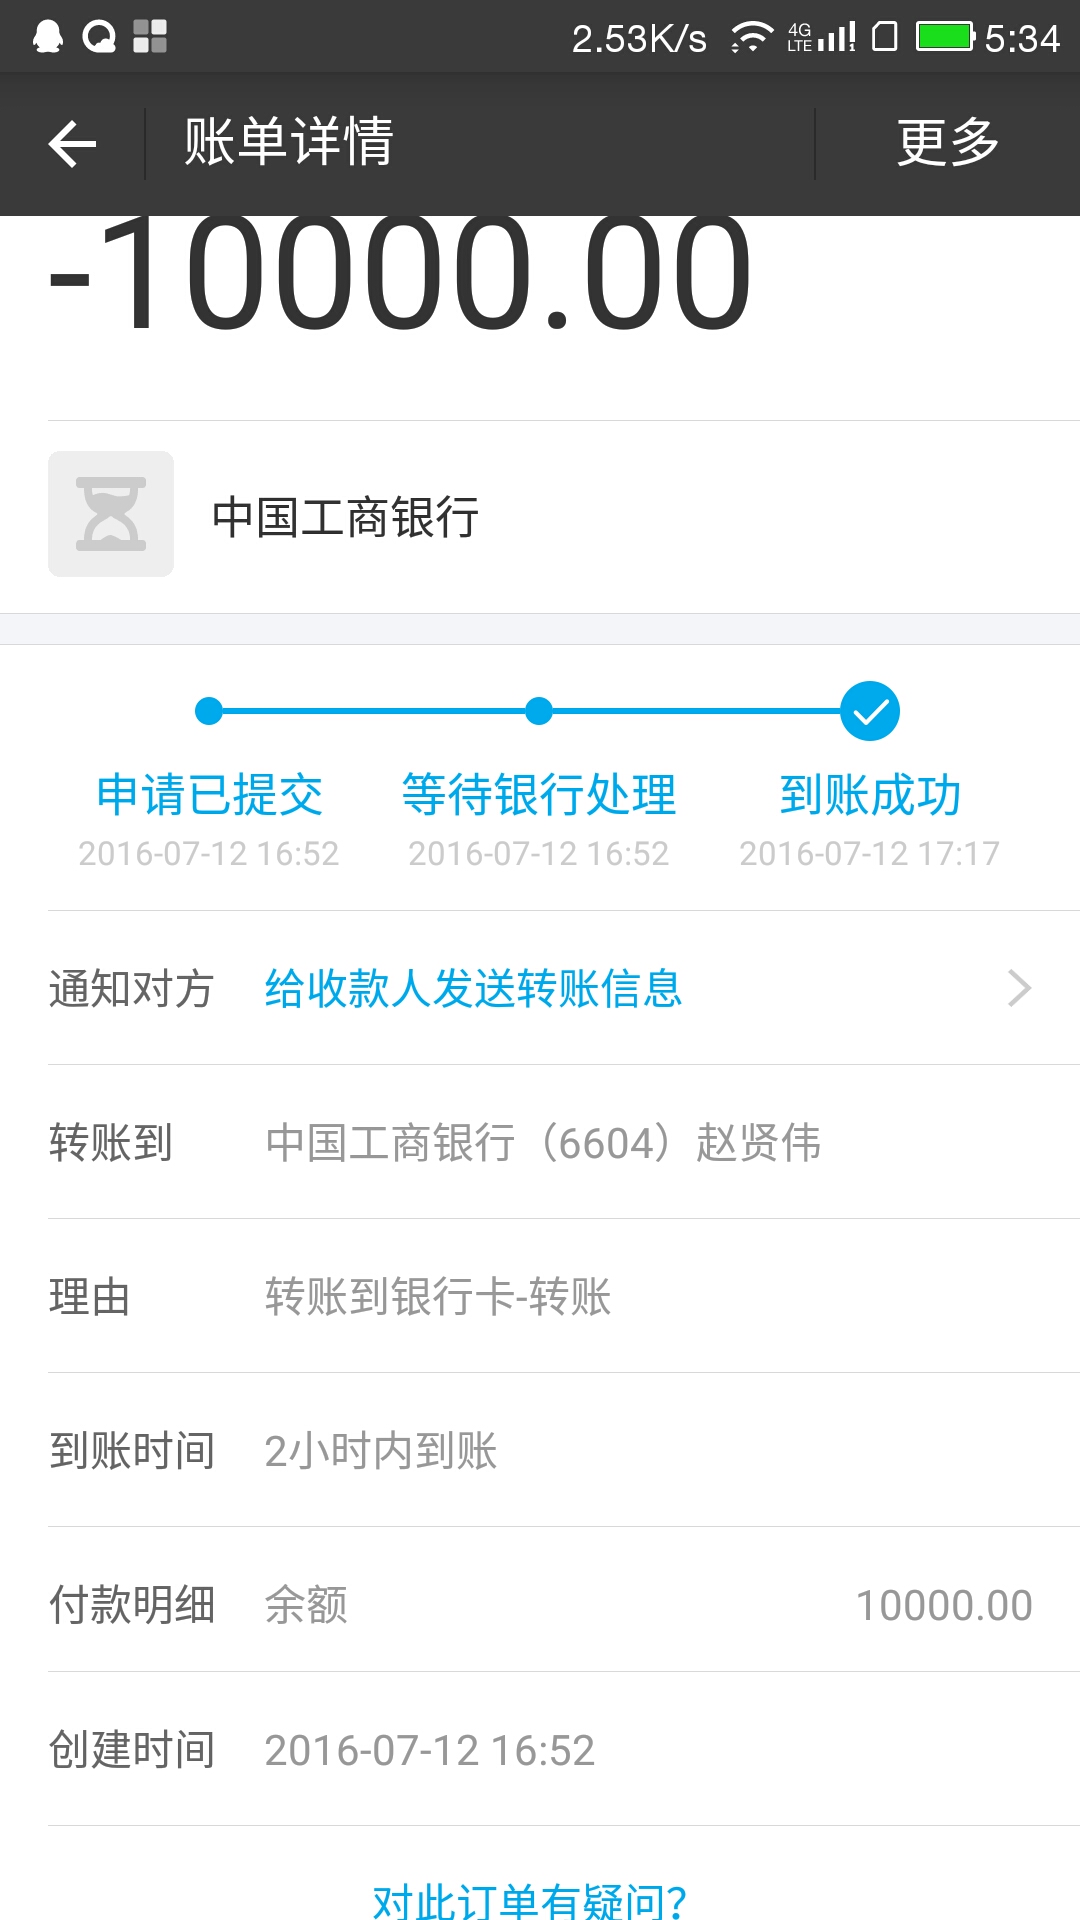 2.53K/s 4G LTE 1 5:34
账单详情 更多
-10000.00
中国工商银行
申请已提交 等待银行处理 到账成功
2016-07-12 16:52 2016-07-12 16:52 2016-07-12 17:17
通知对方 给收款人发送转账信息
转账到 中国工商银行（6604）赵贤伟
理由 转账到银行卡-转账
到账时间 2小时内到账
付款明细 余额 10000.00
创建时间 2016-07-12 16:52
对此订单有疑问？